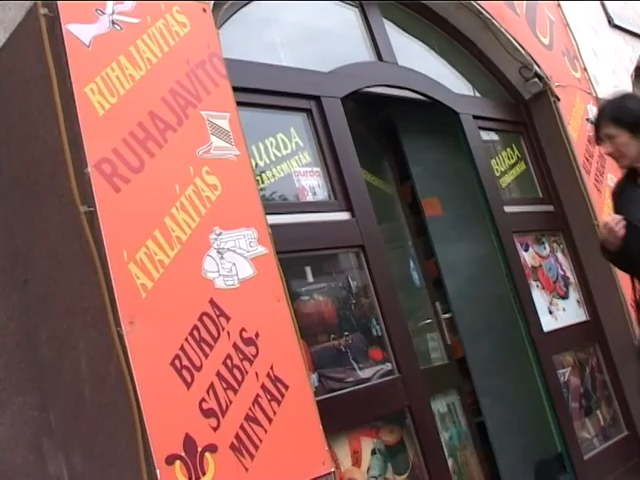 RUHAJAVÍTÁS
RUHAJAVÍTÓ
ÁTALAKÍTÁS
BURDA
SZABÁS-
MINTÁK
BURDA
SZABÁSMINTÁK
burda
BURDA
SZABÁSMINTÁK